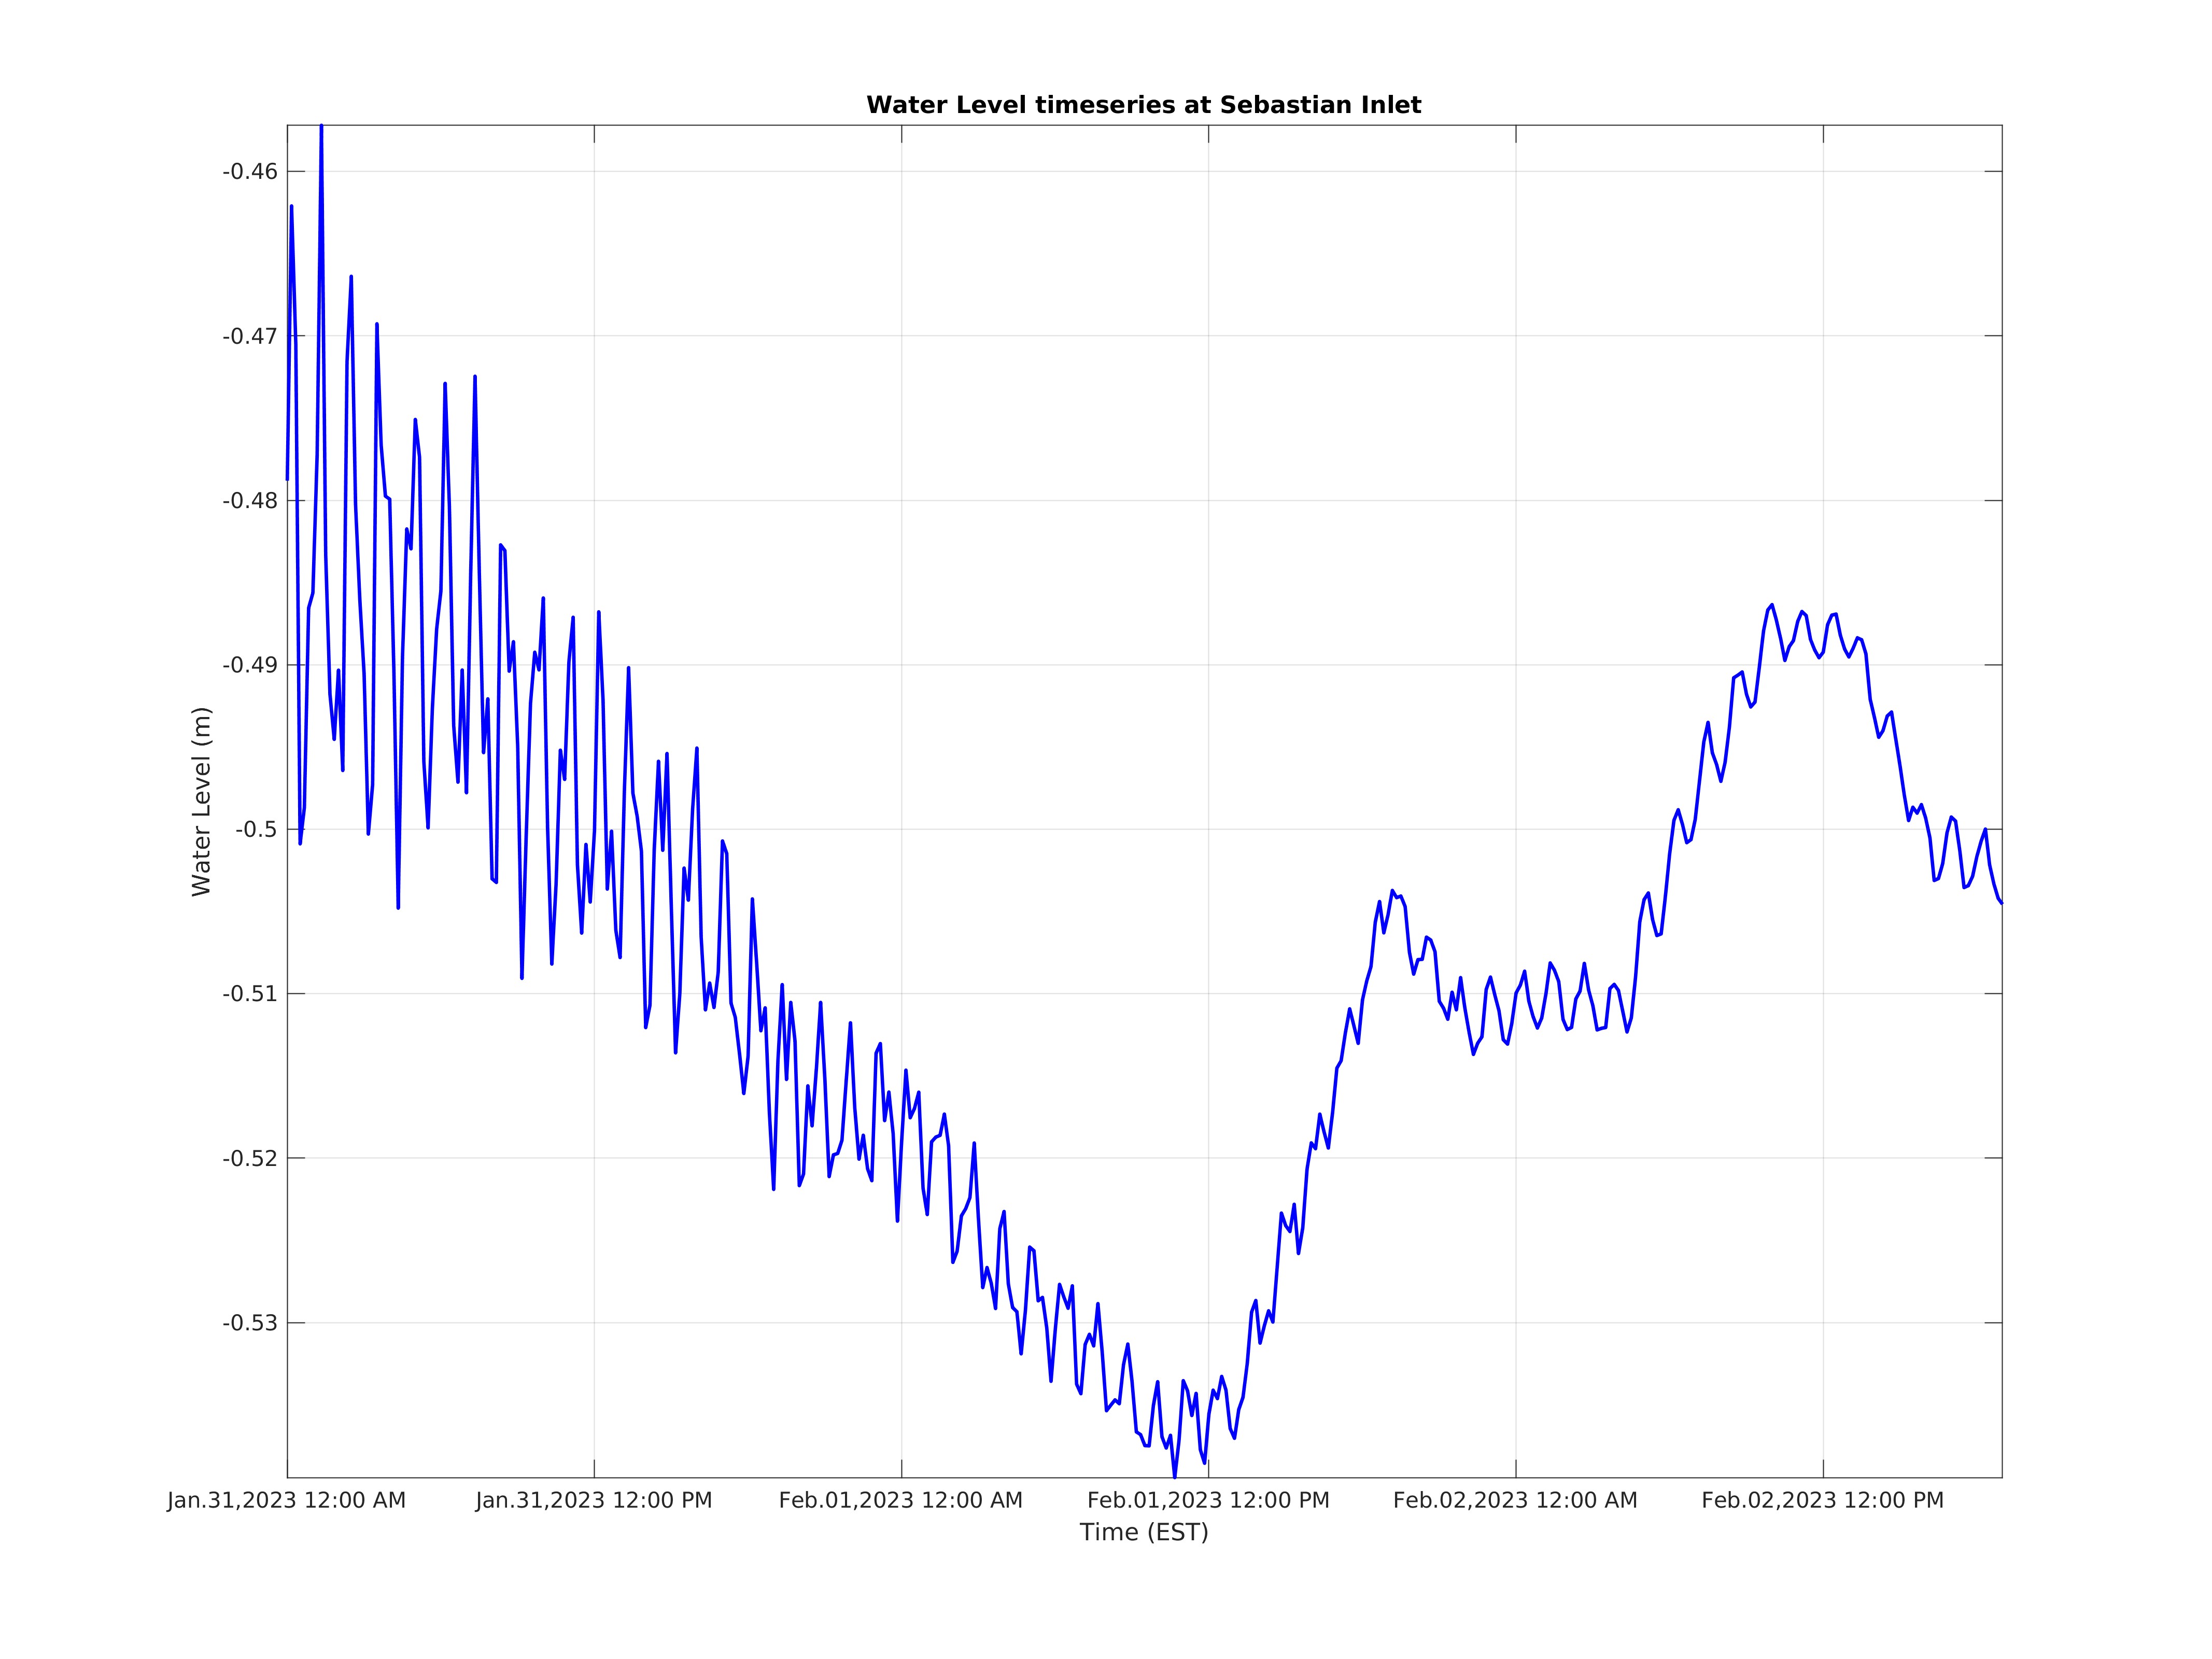 Water Level timeseries at Sebastian Inlet
-0.46
-0.47
-0.48
-0.49
-0.5
-0.51
-0.52
-0.53
Water Level (m)
Jan.31,2023 12:00 AM Jan.31,2023 12:00 PM Feb.01,2023 12:00 AM Feb.01,2023 12:00 PM Feb.02,2023 12:00 AM Feb.02,2023 12:00 PM
Time (EST)